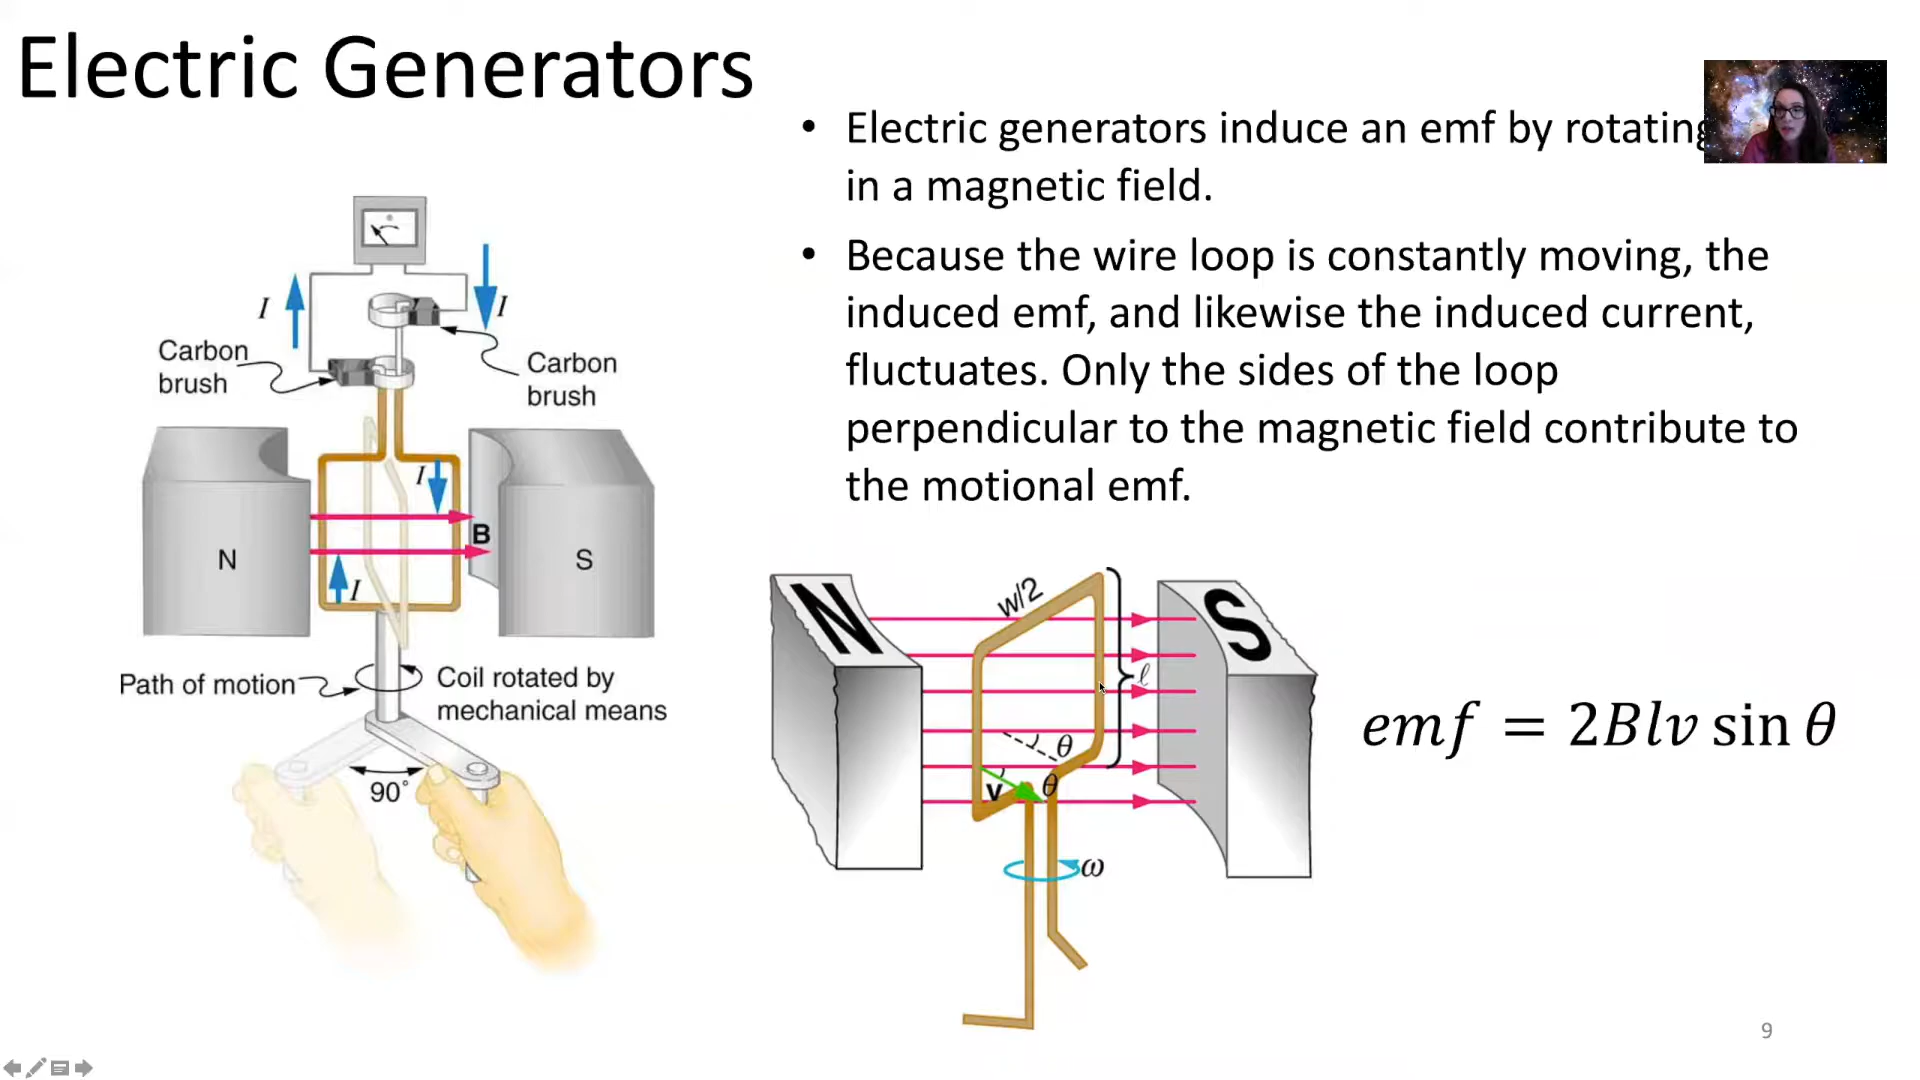 Electric Generators
• Electric generators induce an emf by rotating
in a magnetic field.
• Because the wire loop is constantly moving, the
induced emf, and likewise the induced current,
fluctuates. Only the sides of the loop
perpendicular to the magnetic field contribute to
the motional emf.
I
I
Carbon
brush
Carbon
brush
I
B
N
S
I
Path of motion
Coil rotated by
mechanical means
90°
w/2
N
S
ℓ
θ
v
θ
ω
emf = 2Blv sin θ
9